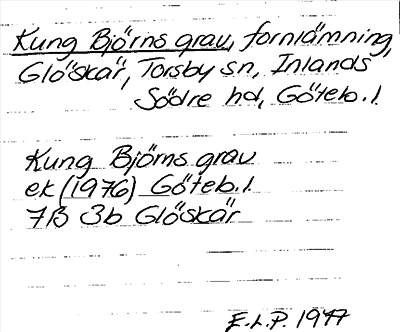 Kung Björns grav, fornlämning,
Glöskär, Torsby sn, Inlands
Södre hd, Göteb. l.
Kung Björns grav
ek (1976) Göteb. l.
7B 3b Glöskär
E.L.P. 1977